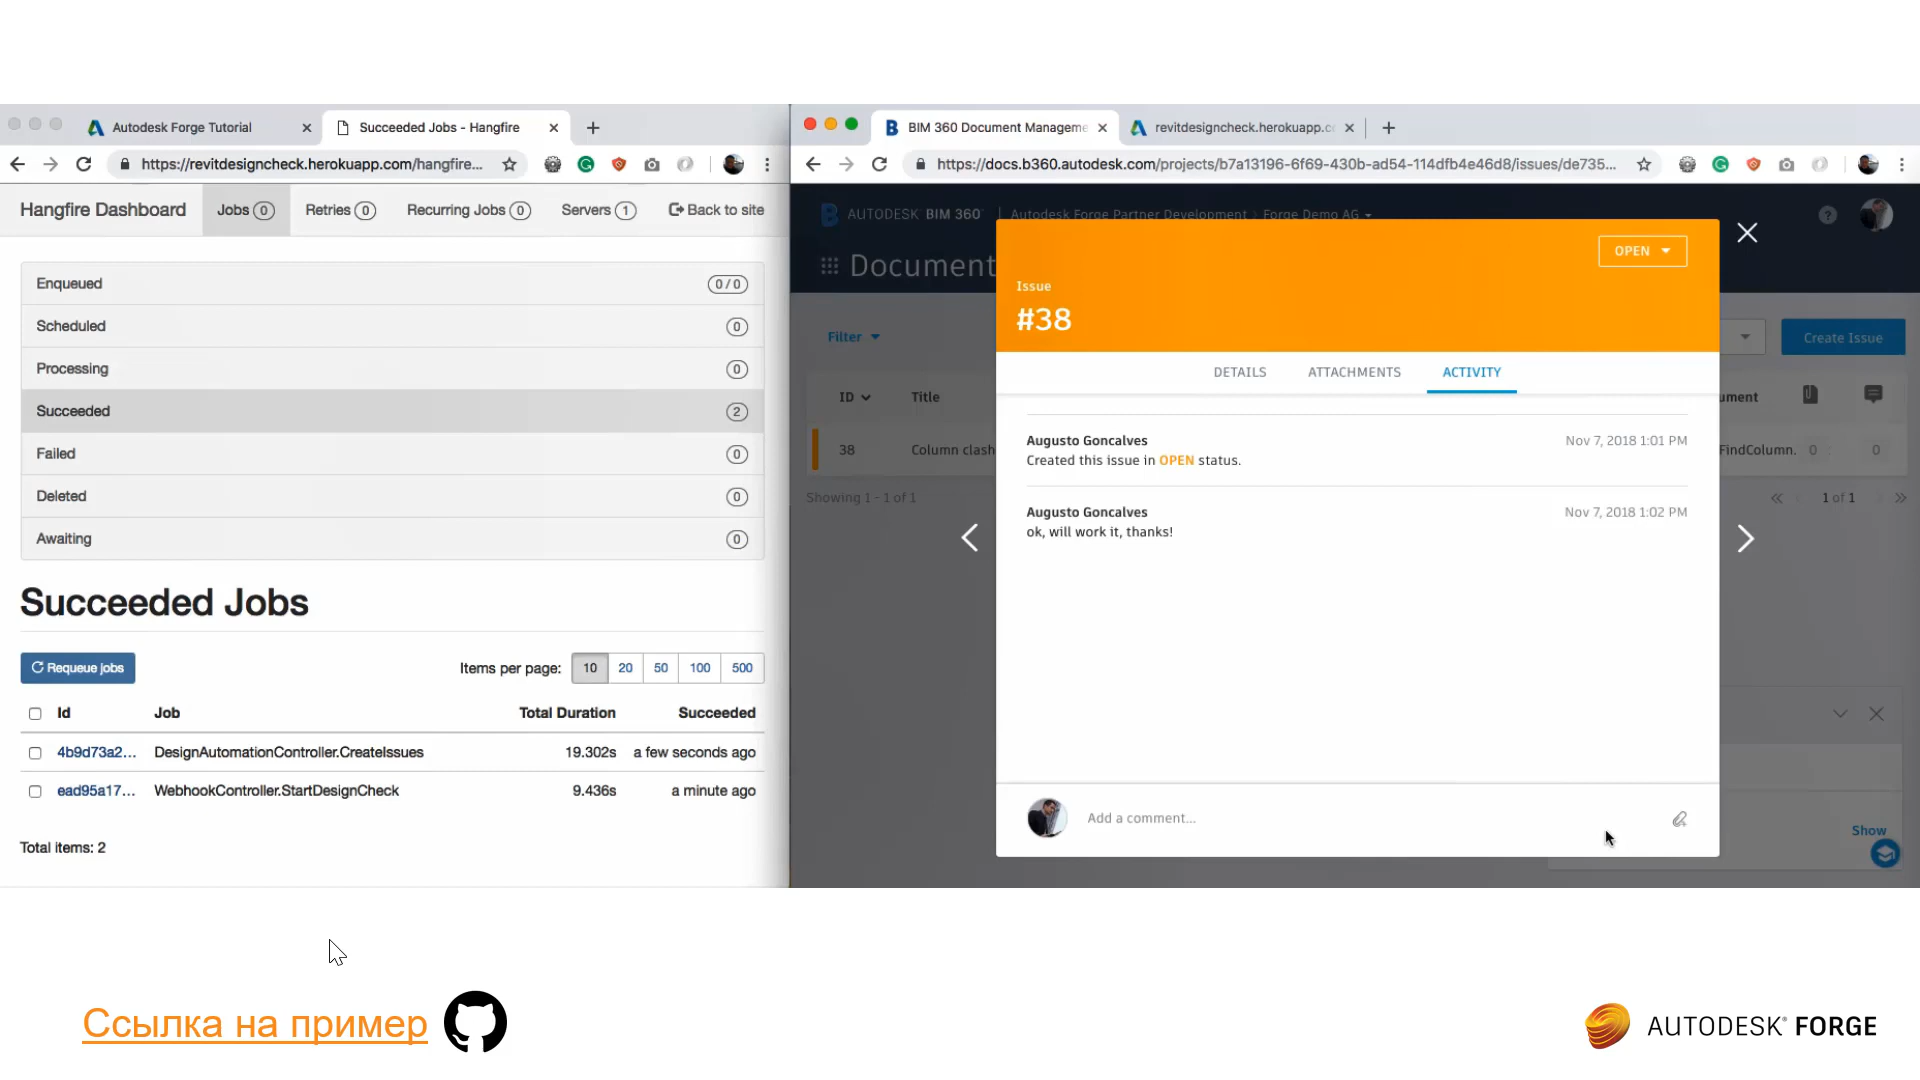 Autodesk Forge Tutorial
Succeeded Jobs - Hangfire
https://revitdesigncheck.herokuapp.com/hangfire...
Hangfire Dashboard
Jobs 0
Retries 0
Recurring Jobs 0
Servers 1
Back to site
Enqueued 0 / 0
Scheduled 0
Processing 0
Succeeded 2
Failed 0
Deleted 0
Awaiting 0
Succeeded Jobs
Requeue jobs
Items per page: 10 20 50 100 500
Id Job Total Duration Succeeded
4b9d73a2... DesignAutomationController.CreateIssues 19.302s a few seconds ago
ead95a17... WebhookController.StartDesignCheck 9.436s a minute ago
Total items: 2
BIM 360 Document Manageme
revitdesigncheck.herokuapp.cc
https://docs.b360.autodesk.com/projects/b7a13196-6f69-430b-ad54-114dfb4e46d8/issues/de735...
AUTODESK BIM 360
Autodesk Forge Partner Development > Forge Demo AG
Document
OPEN
Issue
#38
Filter
Create Issue
DETAILS ATTACHMENTS ACTIVITY
ID Title ument
38 Column clash FindColumn. 0 0
Showing 1 - 1 of 1
1 of 1
Augusto Goncalves Nov 7, 2018 1:01 PM
Created this issue in OPEN status.
Augusto Goncalves Nov 7, 2018 1:02 PM
ok, will work it, thanks!
Add a comment...
Show
Ссылка на пример
AUTODESK® FORGE